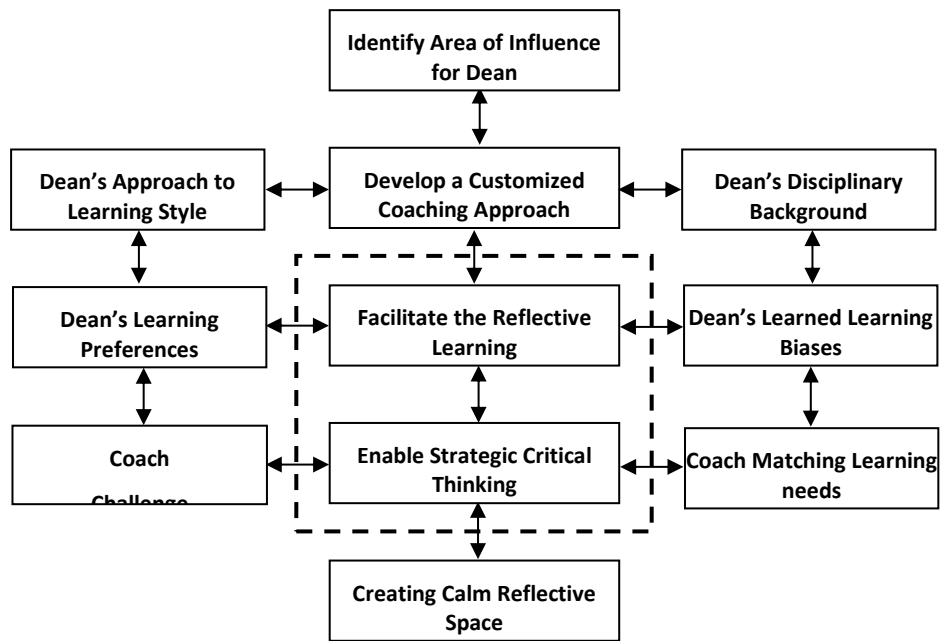 Identify Area of Influence
for Dean
Dean’s Approach to
Learning Style
Develop a Customized
Coaching Approach
Dean’s Disciplinary
Background
Dean’s Learning
Preferences
Facilitate the Reflective
Learning
Dean’s Learned Learning
Biases
Coach
Challenge
Enable Strategic Critical
Thinking
Coach Matching Learning
needs
Creating Calm Reflective
Space